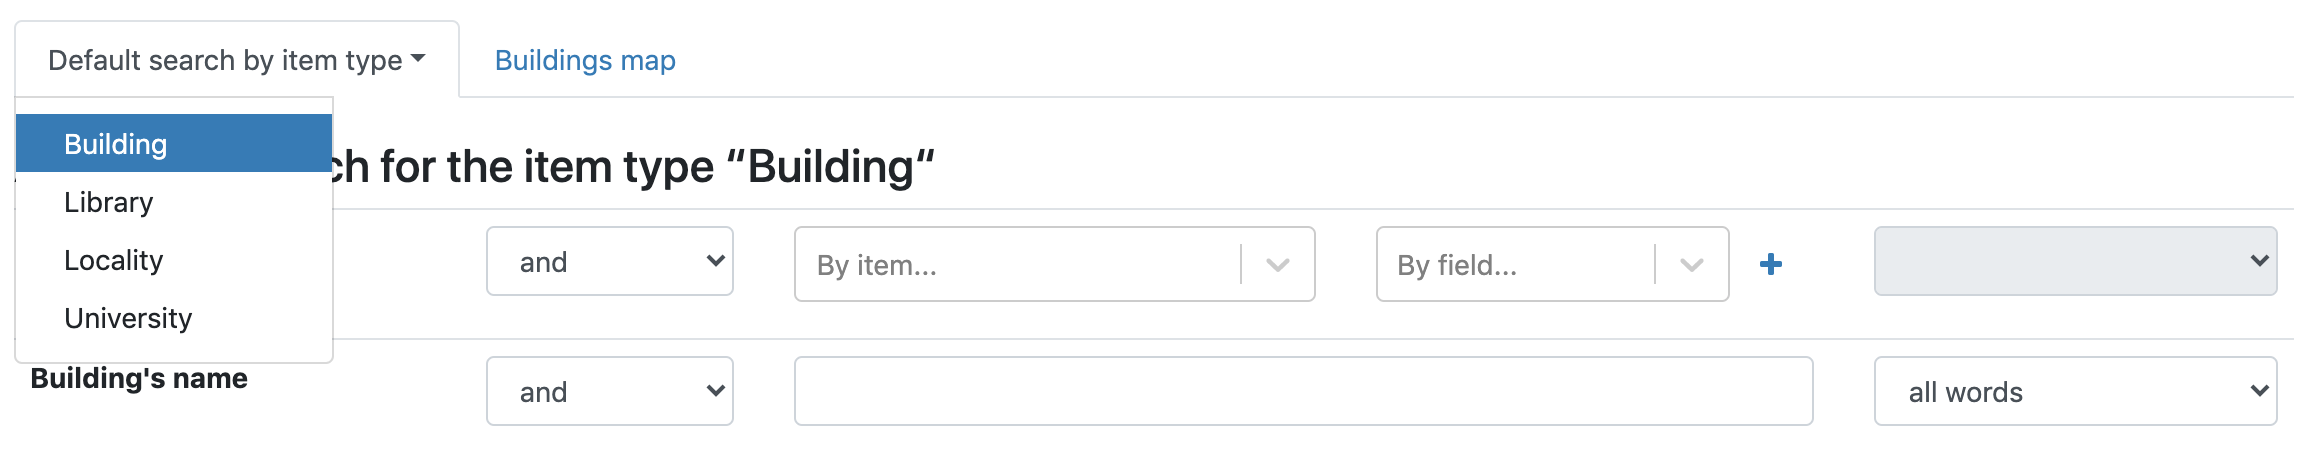 Default search by item type Buildings map
Building
ch for the item type “Building“
Library
and By item... By field... +
Locality
University
Building's name and all words